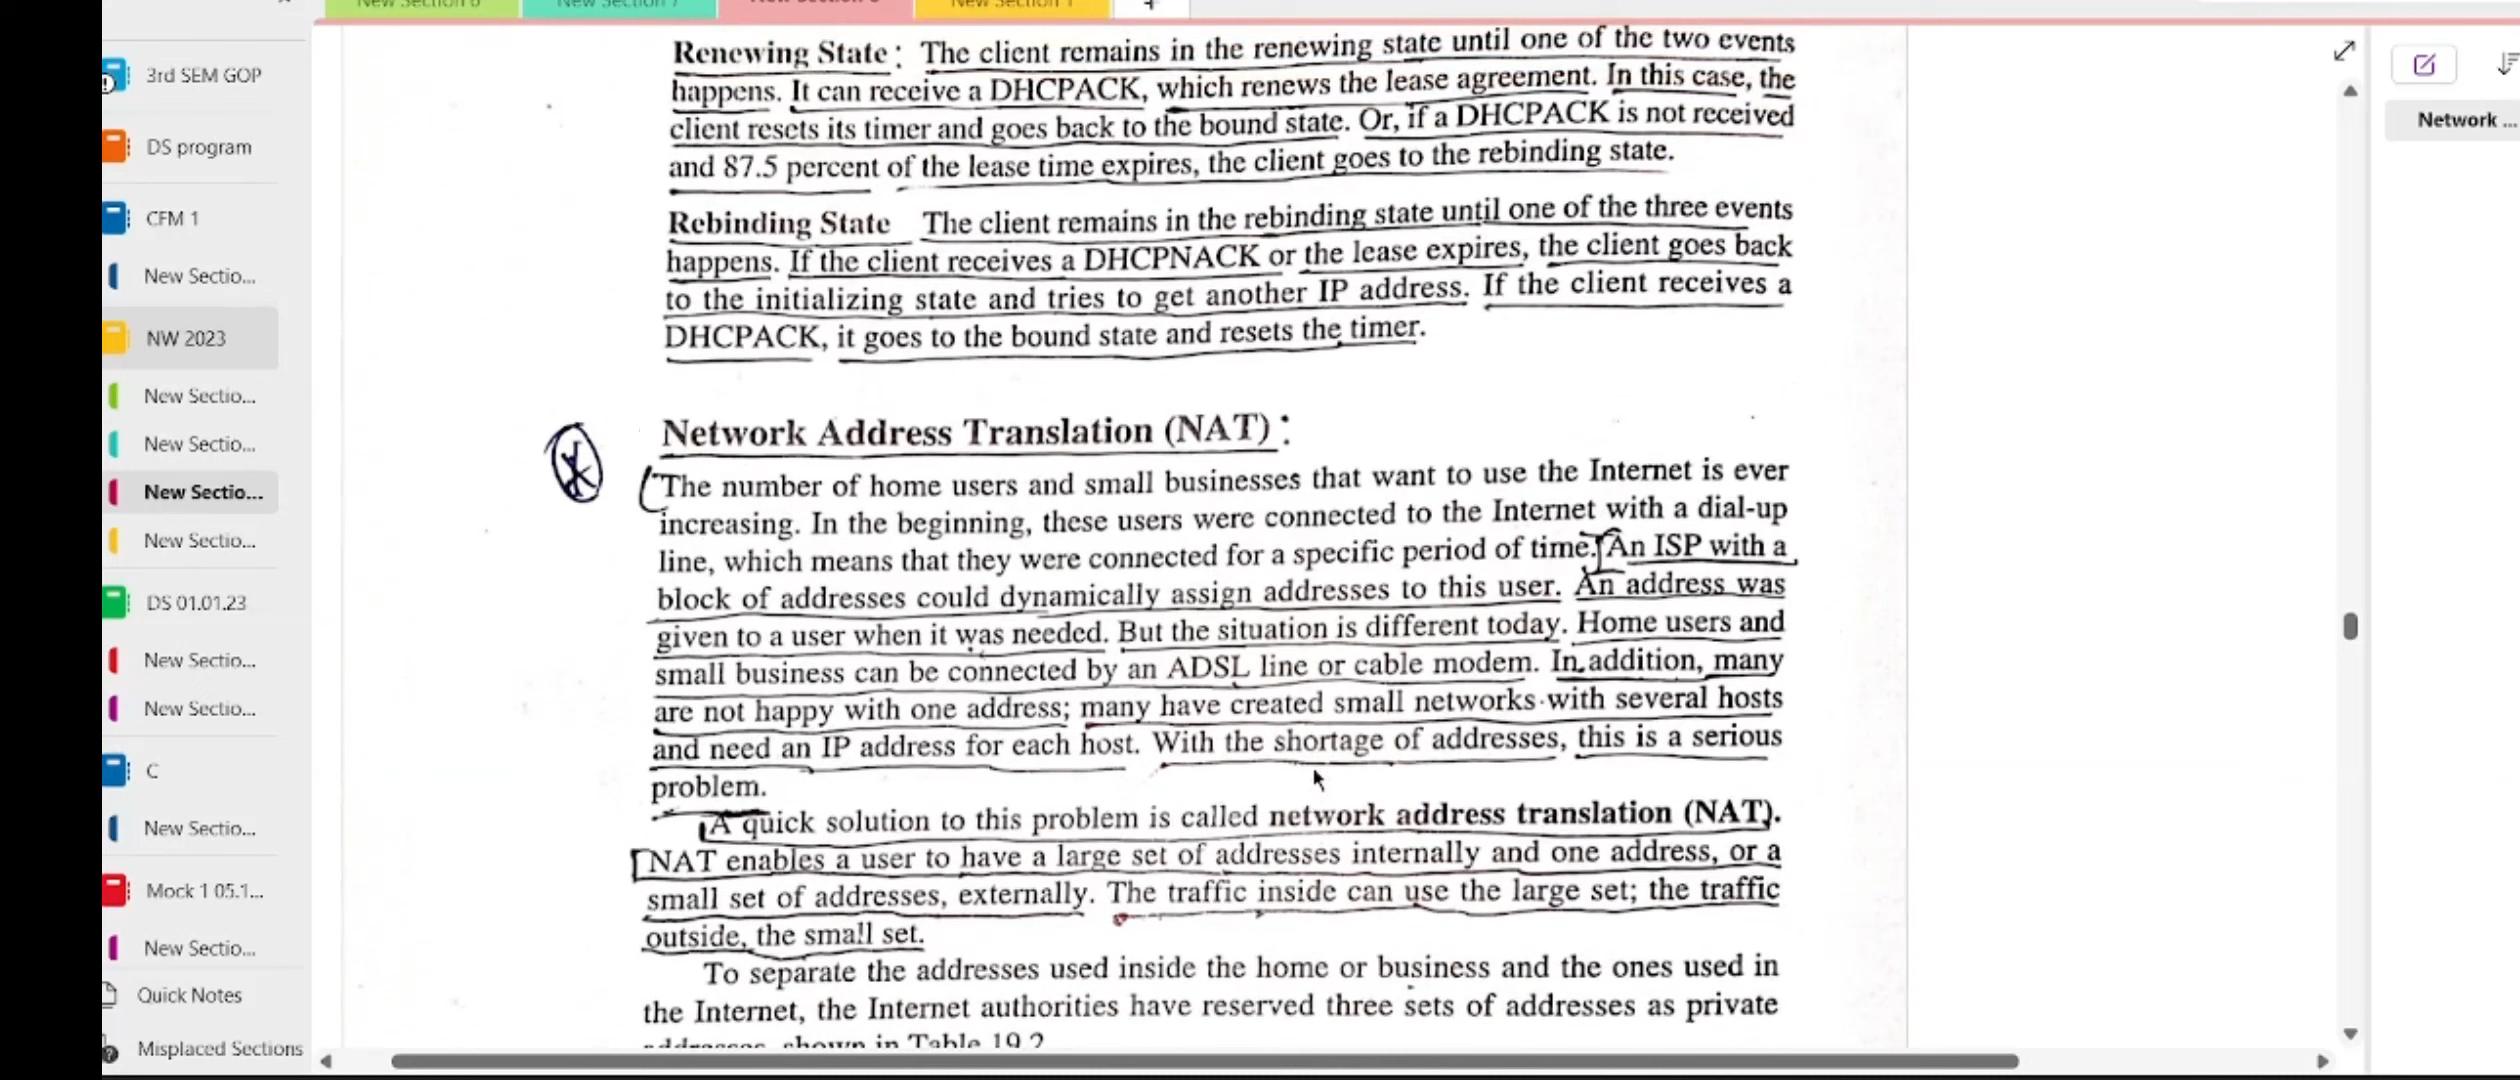 New Section 6
New Section 7
New Section 1
+
3rd SEM GOP
DS program
CFM 1
New Sectio...
NW 2023
New Sectio...
New Sectio...
New Sectio...
New Sectio...
DS 01.01.23
New Sectio...
New Sectio...
C
New Sectio...
Mock 1 05.1...
New Sectio...
Quick Notes
Misplaced Sections
Renewing State: The client remains in the renewing state until one of the two events
happens. It can receive a DHCPACK, which renews the lease agreement. In this case, the
client resets its timer and goes back to the bound state. Or, if a DHCPACK is not received
and 87.5 percent of the lease time expires, the client goes to the rebinding state.
Rebinding State The client remains in the rebinding state until one of the three events
happens. If the client receives a DHCPNACK or the lease expires, the client goes back
to the initializing state and tries to get another IP address. If the client receives a
DHCPACK, it goes to the bound state and resets the timer.
Network Address Translation (NAT):
The number of home users and small businesses that want to use the Internet is ever
increasing. In the beginning, these users were connected to the Internet with a dial-up
line, which means that they were connected for a specific period of time. An ISP with a
block of addresses could dynamically assign addresses to this user. An address was
given to a user when it was needed. But the situation is different today. Home users and
small business can be connected by an ADSL line or cable modem. In addition, many
are not happy with one address; many have created small networks with several hosts
and need an IP address for each host. With the shortage of addresses, this is a serious
problem.
A quick solution to this problem is called network address translation (NAT).
NAT enables a user to have a large set of addresses internally and one address, or a
small set of addresses, externally. The traffic inside can use the large set; the traffic
outside, the small set.
To separate the addresses used inside the home or business and the ones used in
the Internet, the Internet authorities have reserved three sets of addresses as private
addresses, shown in Table 19.2
Network ...